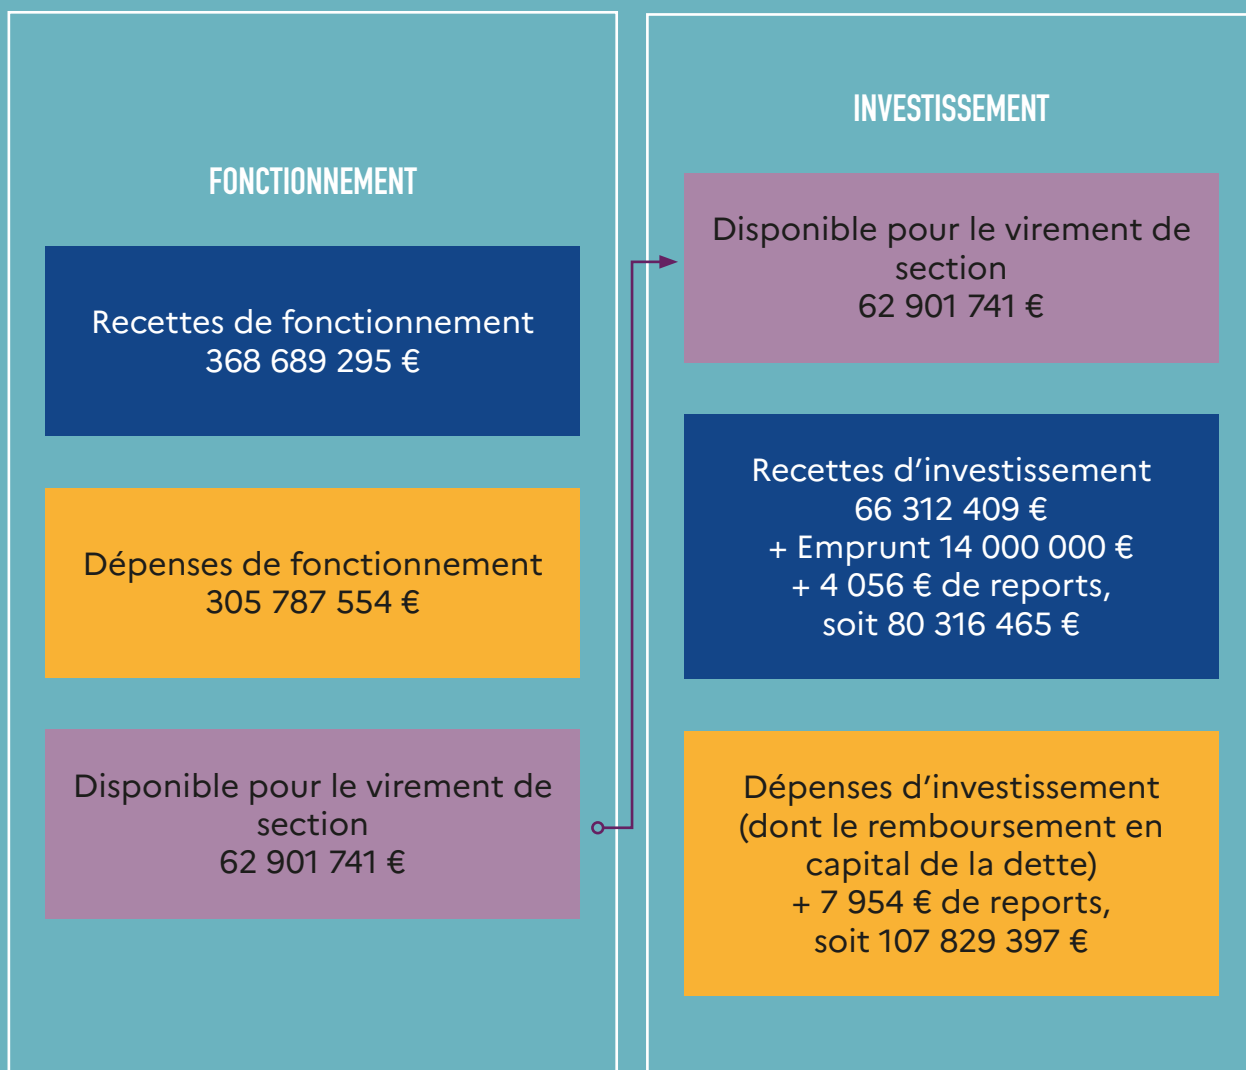 FONCTIONNEMENT
Recettes de fonctionnement
368 689 295 €
Dépenses de fonctionnement
305 787 554 €
Disponible pour le virement de
section
62 901 741 €
INVESTISSEMENT
Disponible pour le virement de
section
62 901 741 €
Recettes d’investissement
66 312 409 €
+ Emprunt 14 000 000 €
+ 4 056 € de reports,
soit 80 316 465 €
Dépenses d’investissement
(dont le remboursement en
capital de la dette)
+ 7 954 € de reports,
soit 107 829 397 €